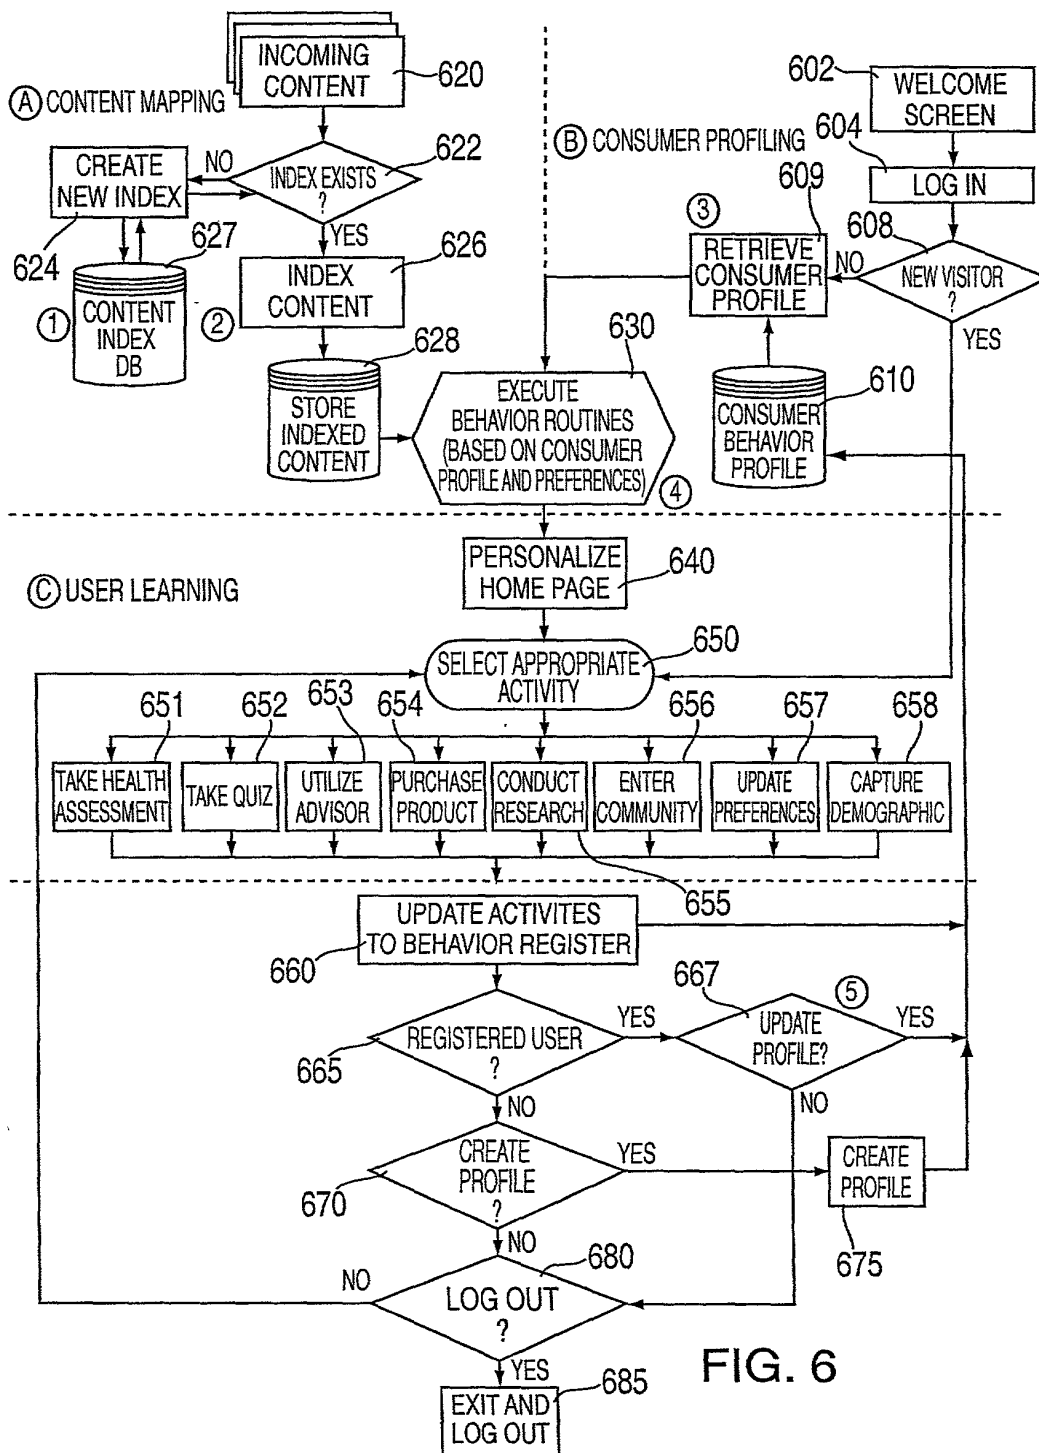 INCOMING
CONTENT
620
A CONTENT MAPPING
CREATE
NEW INDEX
NO
INDEX EXISTS
?
622
YES
624
627
CONTENT
INDEX
DB
1
INDEX
CONTENT
626
2
628
STORE
INDEXED
CONTENT
B CONSUMER PROFILING
602
WELCOME
SCREEN
604
LOG IN
609
3
608
RETRIEVE
CONSUMER
PROFILE
NO
NEW VISITOR
?
YES
630
EXECUTE
BEHAVIOR ROUTINES
(BASED ON CONSUMER
PROFILE AND PREFERENCES)
4
610
CONSUMER
BEHAVIOR
PROFILE
PERSONALIZE
HOME PAGE
640
C USER LEARNING
SELECT APPROPRIATE
ACTIVITY
650
651
652
653
654
656
657
658
TAKE HEALTH
ASSESSMENT
TAKE QUIZ
UTILIZE
ADVISOR
PURCHASE
PRODUCT
CONDUCT
RESEARCH
ENTER
COMMUNITY
UPDATE
PREFERENCES
CAPTURE
DEMOGRAPHIC
655
UPDATE ACTIVITES
TO BEHAVIOR REGISTER
660
REGISTERED USER
?
665
YES
667
5
UPDATE
PROFILE?
YES
NO
NO
CREATE
PROFILE
?
670
YES
CREATE
PROFILE
675
NO
680
LOG OUT
?
NO
YES
EXIT AND
LOG OUT
685
FIG. 6